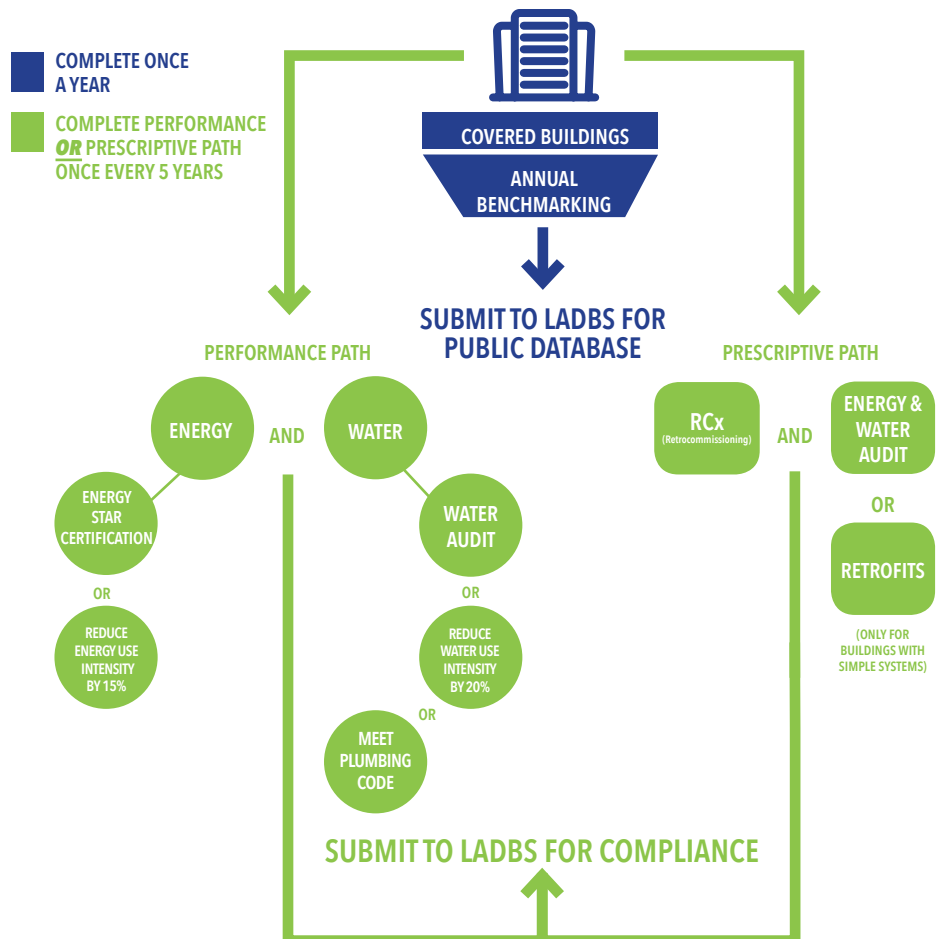 COMPLETE ONCE
A YEAR
COMPLETE PERFORMANCE
OR PRESCRIPTIVE PATH
ONCE EVERY 5 YEARS
COVERED BUILDINGS
ANNUAL
BENCHMARKING
SUBMIT TO LADBS FOR
PUBLIC DATABASE
PERFORMANCE PATH
ENERGY
AND
WATER
ENERGY
STAR
CERTIFICATION
OR
REDUCE
ENERGY USE
INTENSITY
BY 15%
WATER
AUDIT
OR
REDUCE
WATER USE
INTENSITY
BY 20%
OR
MEET
PLUMBING
CODE
PRESCRIPTIVE PATH
RCx
(Retrocommissioning)
AND
ENERGY &
WATER
AUDIT
OR
RETROFITS
(ONLY FOR
BUILDINGS WITH
SIMPLE SYSTEMS)
SUBMIT TO LADBS FOR COMPLIANCE